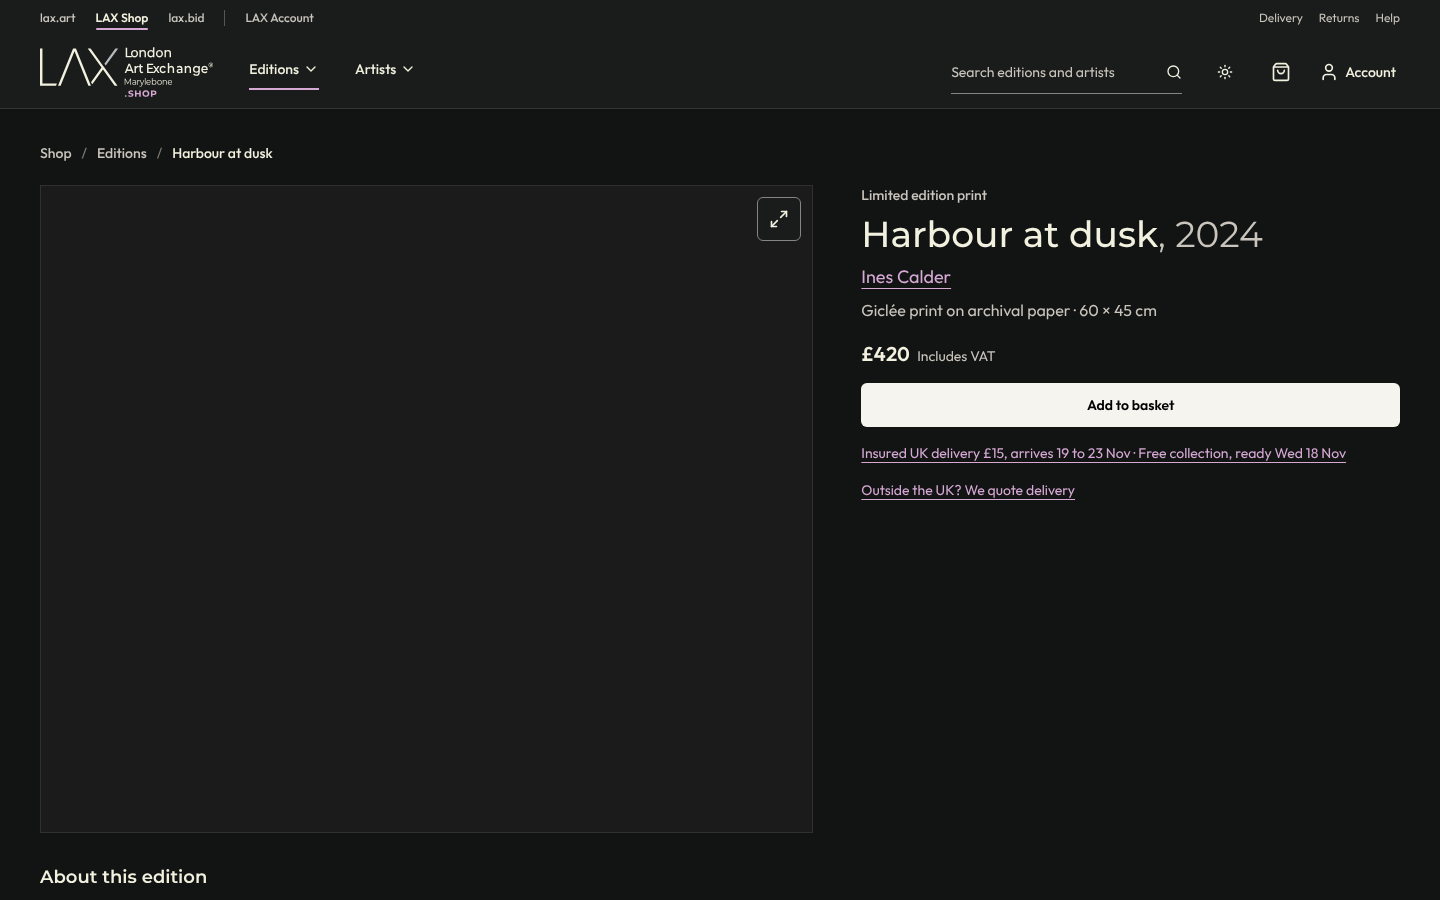 lax.art LAX Shop lax.bid LAX Account Delivery Returns Help
LAX London
Art Exchange®
Marylebone
.SHOP
Editions Artists Search editions and artists Account
Shop / Editions / Harbour at dusk
Limited edition print
Harbour at dusk, 2024
Ines Calder
Giclée print on archival paper · 60 × 45 cm
£420 Includes VAT
Add to basket
Insured UK delivery £15, arrives 19 to 23 Nov · Free collection, ready Wed 18 Nov
Outside the UK? We quote delivery
About this edition